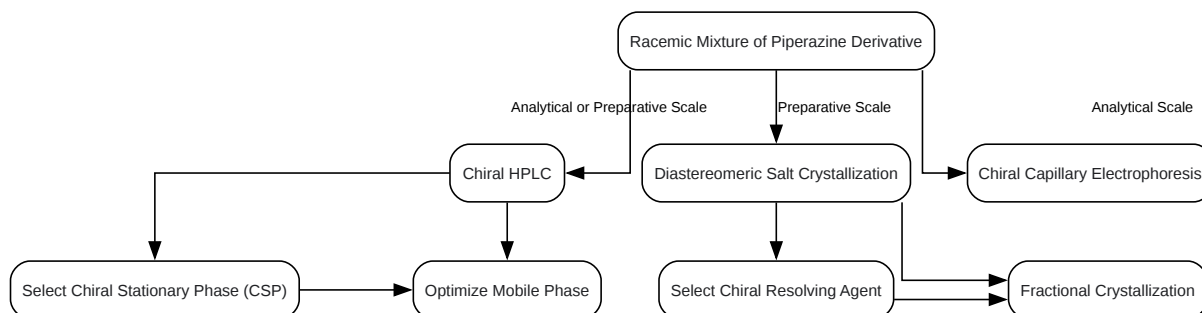 Racemic Mixture of Piperazine Derivative
Analytical or Preparative Scale
Preparative Scale
Analytical Scale
Chiral HPLC
Diastereomeric Salt Crystallization
Chiral Capillary Electrophoresis
Select Chiral Stationary Phase (CSP)
Optimize Mobile Phase
Select Chiral Resolving Agent
Fractional Crystallization